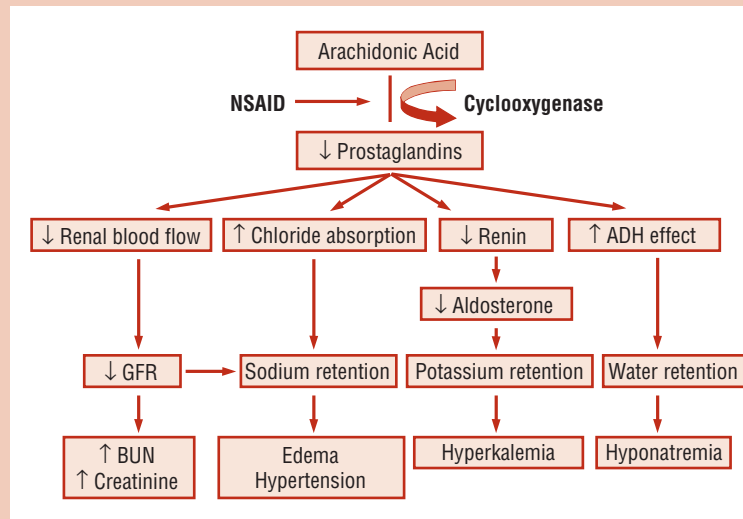 Arachidonic Acid
NSAID
Cyclooxygenase
↓ Prostaglandins
↓ Renal blood flow
↑ Chloride absorption
↓ Renin
↑ ADH effect
↓ Aldosterone
↓ GFR
Sodium retention
Potassium retention
Water retention
↑ BUN
↑ Creatinine
Edema
Hypertension
Hyperkalemia
Hyponatremia